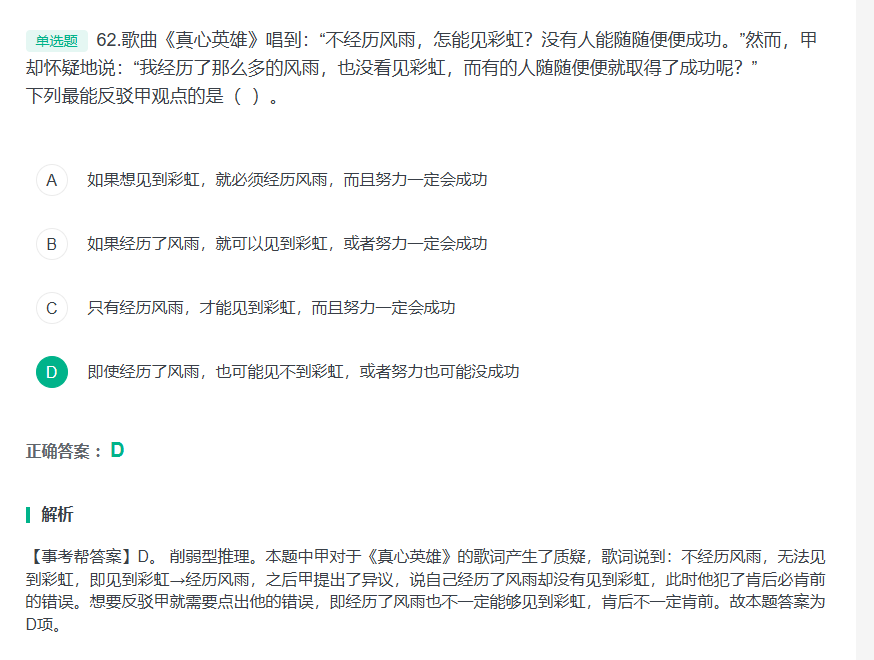 单选题 62.歌曲《真心英雄》唱到：“不经历风雨，怎能见彩虹？没有人能随随便便成功。”然而，甲
却怀疑地说：“我经历了那么多的风雨，也没看见彩虹，而有的人随随便便就取得了成功呢？”
下列最能反驳甲观点的是（ ）。
A 如果想见到彩虹，就必须经历风雨，而且努力一定会成功
B 如果经历了风雨，就可以见到彩虹，或者努力一定会成功
C 只有经历风雨，才能见到彩虹，而且努力一定会成功
D 即使经历了风雨，也可能见不到彩虹，或者努力也可能没成功
正确答案：D
解析
【事考帮答案】D。 削弱型推理。本题中甲对于《真心英雄》的歌词产生了质疑，歌词说到：不经历风雨，无法见
到彩虹，即见到彩虹→经历风雨，之后甲提出了异议，说自己经历了风雨却没有见到彩虹，此时他犯了肯后必肯前
的错误。想要反驳甲就需要点出他的错误，即经历了风雨也不一定能够见到彩虹，肯后不一定肯前。故本题答案为
D项。